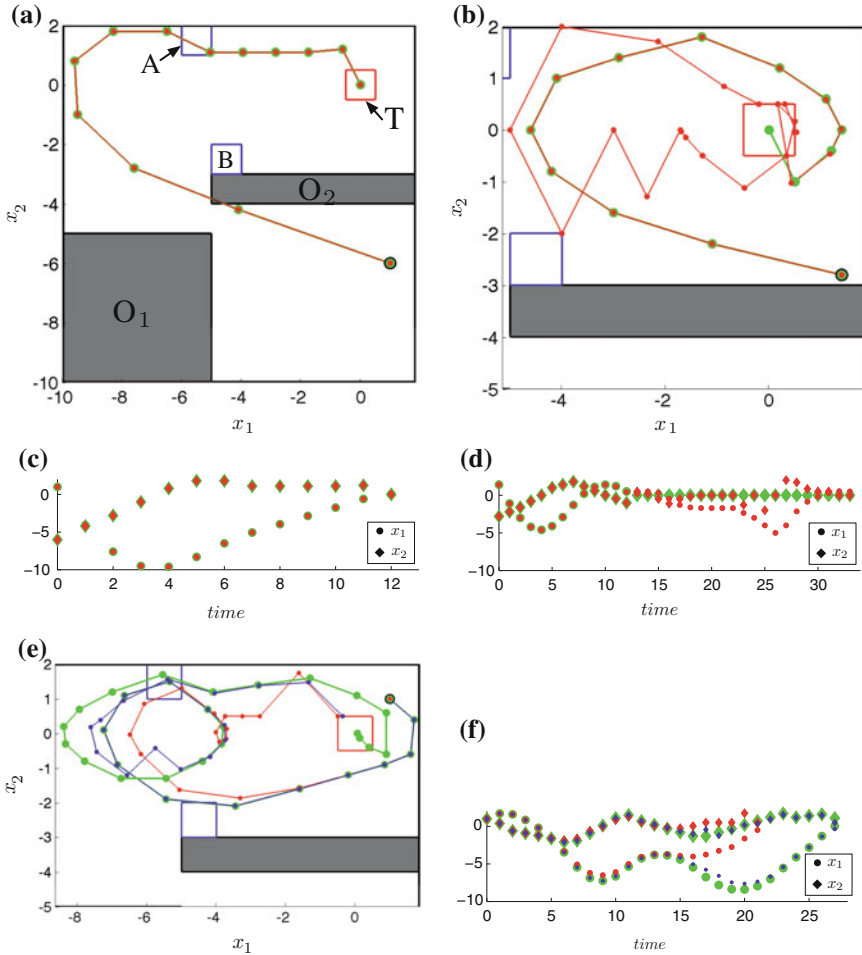 (a)
2
0
-2
-4
-6
-8
-10
x2
A
T
B
O2
O1
-10 -8 -6 -4 -2 0
x1
(b)
2
1
0
-1
-2
-3
-4
-5
x2
-4 -2 0
x1
(c)
0
−5
−10
x1
x2
0 2 4 6 8 10 12
time
(d)
0
−5
−10
x1
x2
0 5 10 15 20 25 30
time
(e)
2
1
0
-1
-2
-3
-4
-5
x2
-8 -6 -4 -2 0
x1
(f)
0
−5
−10
x1
x2
0 5 10 15 20 25
time